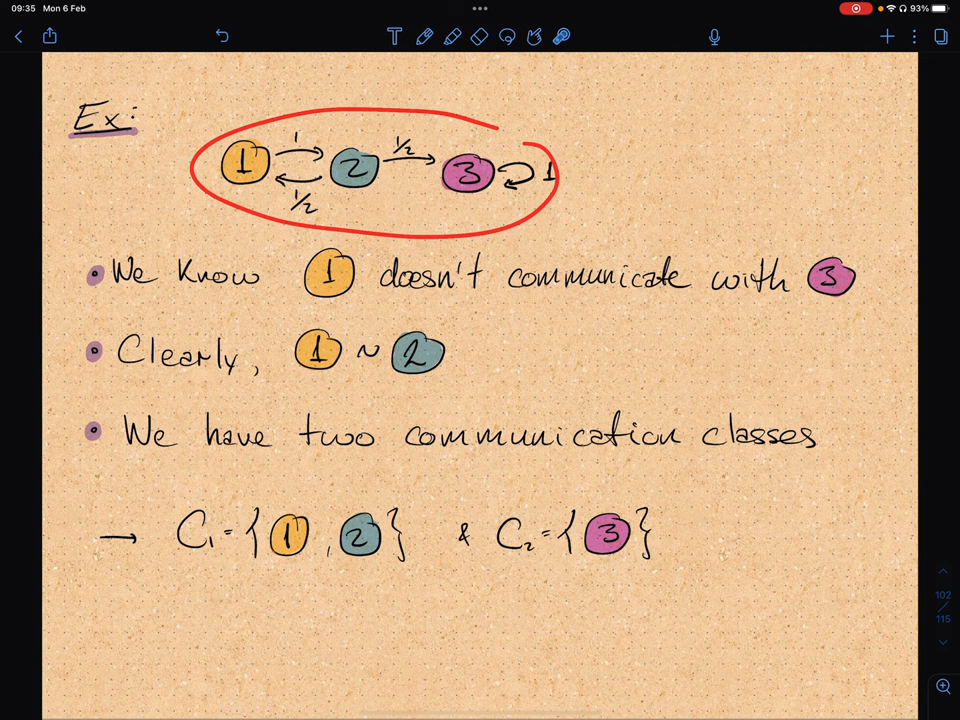 09:35 Mon 6 Feb 93%
Ex:
1 1/2
1 2 3 1
1/2
We know 1 doesn't communicate with 3
Clearly, 1 ~ 2
We have two communication classes
→ C₁ = {1, 2} & C₂ = {3}
102
/
115